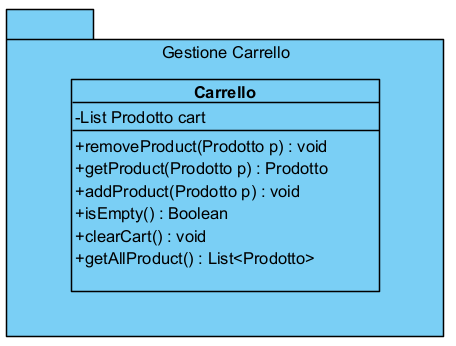 Gestione Carrello
Carrello
-List Prodotto cart
+removeProduct(Prodotto p) : void
+getProduct(Prodotto p) : Prodotto
+addProduct(Prodotto p) : void
+isEmpty() : Boolean
+clearCart() : void
+getAllProduct() : List<Prodotto>